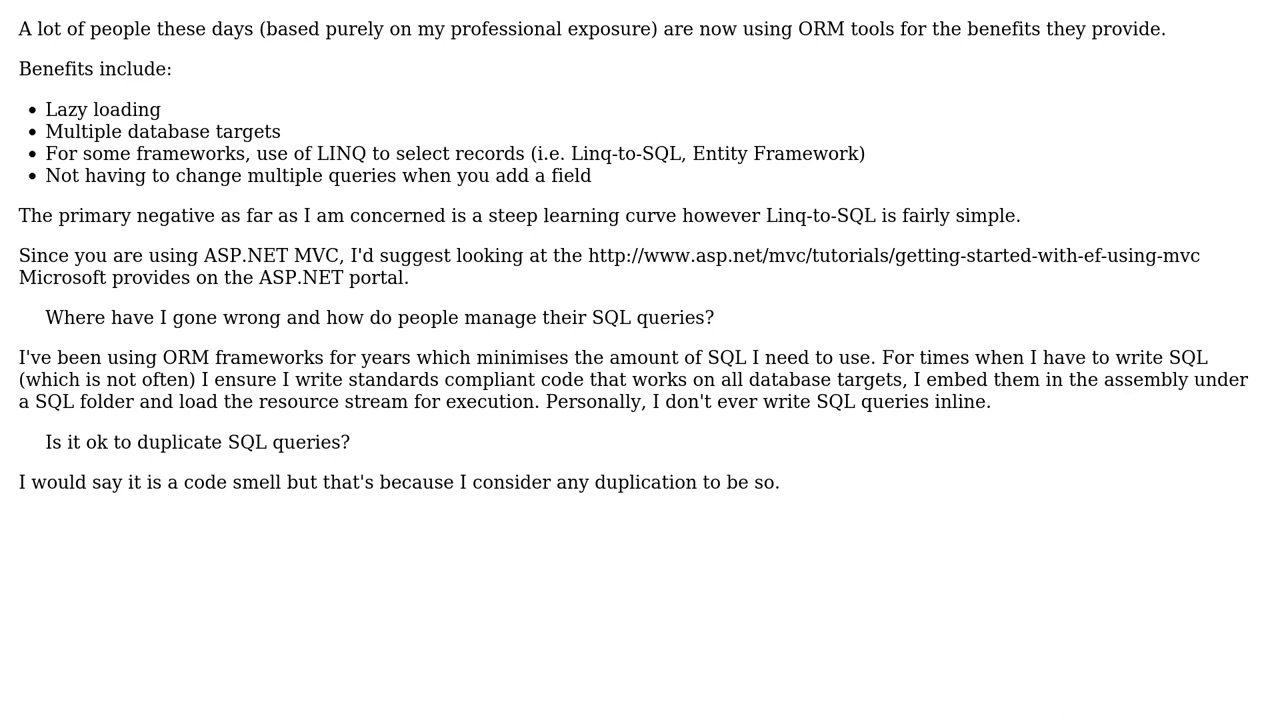 A lot of people these days (based purely on my professional exposure) are now using ORM tools for the benefits they provide.
Benefits include:
• Lazy loading
• Multiple database targets
• For some frameworks, use of LINQ to select records (i.e. Linq-to-SQL, Entity Framework)
• Not having to change multiple queries when you add a field
The primary negative as far as I am concerned is a steep learning curve however Linq-to-SQL is fairly simple.
Since you are using ASP.NET MVC, I'd suggest looking at the http://www.asp.net/mvc/tutorials/getting-started-with-ef-using-mvc
Microsoft provides on the ASP.NET portal.
Where have I gone wrong and how do people manage their SQL queries?
I've been using ORM frameworks for years which minimises the amount of SQL I need to use. For times when I have to write SQL
(which is not often) I ensure I write standards compliant code that works on all database targets, I embed them in the assembly under
a SQL folder and load the resource stream for execution. Personally, I don't ever write SQL queries inline.
Is it ok to duplicate SQL queries?
I would say it is a code smell but that's because I consider any duplication to be so.